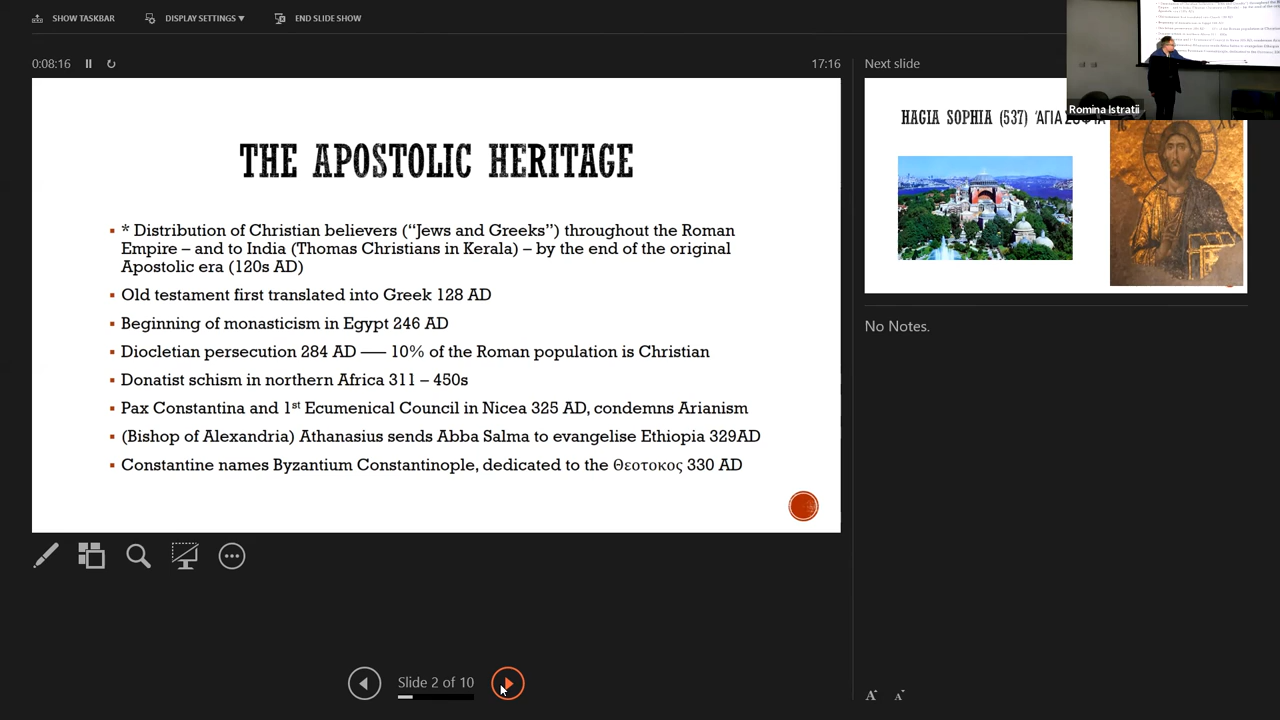 SHOW TASKBAR
DISPLAY SETTINGS ▼
END SLIDE SHOW
0:08:16
17:16
THE APOSTOLIC HERITAGE
* Distribution of Christian believers (“Jews and Greeks”) throughout the Roman
Empire – and to India (Thomas Christians in Kerala) – by the end of the original
Apostolic era (120s AD)
Old testament first translated into Greek 128 AD
Beginning of monasticism in Egypt 246 AD
Diocletian persecution 284 AD —– 10% of the Roman population is Christian
Donatist schism in northern Africa 311 – 450s
Pax Constantina and 1st Ecumenical Council in Nicea 325 AD, condemns Arianism
(Bishop of Alexandria) Athanasius sends Abba Salma to evangelise Ethiopia 329AD
Constantine names Byzantium Constantinople, dedicated to the Θεοτοκος 330 AD
Slide 2 of 10
Next slide
Romina Istratii
HAGIA SOPHIA (537)
No Notes.
A A